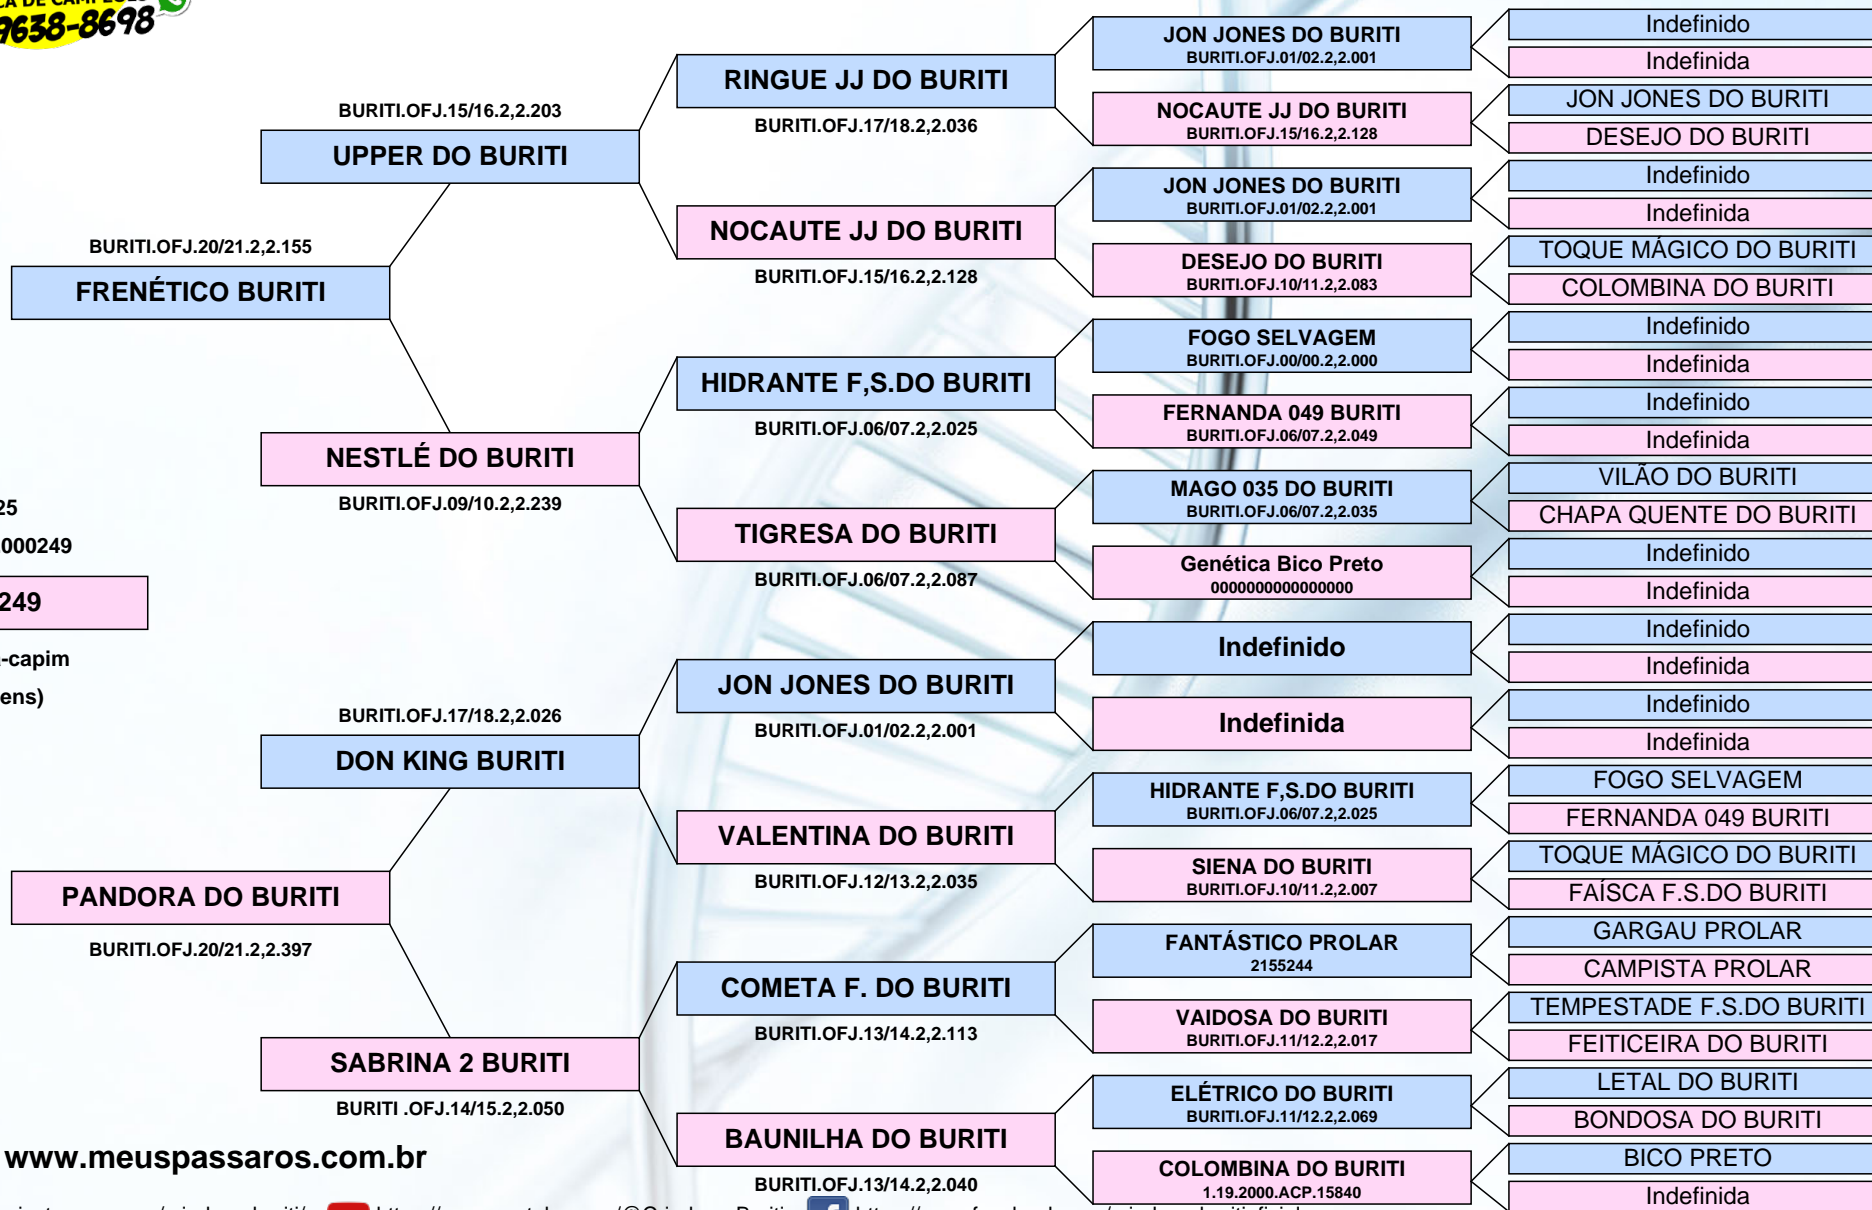 9638-8698
BURITI.OFJ.20/21.2,2.155
FRENÉTICO BURITI
25
000249
249
-capim
ens)
PANDORA DO BURITI
BURITI.OFJ.20/21.2,2.397
BURITI.OFJ.15/16.2,2.203
UPPER DO BURITI
NESTLÉ DO BURITI
BURITI.OFJ.09/10.2,2.239
BURITI.OFJ.17/18.2,2.026
DON KING BURITI
SABRINA 2 BURITI
BURITI .OFJ.14/15.2,2.050
RINGUE JJ DO BURITI
BURITI.OFJ.17/18.2,2.036
NOCAUTE JJ DO BURITI
BURITI.OFJ.15/16.2,2.128
HIDRANTE F,S.DO BURITI
BURITI.OFJ.06/07.2,2.025
TIGRESA DO BURITI
BURITI.OFJ.06/07.2,2.087
JON JONES DO BURITI
BURITI.OFJ.01/02.2,2.001
VALENTINA DO BURITI
BURITI.OFJ.12/13.2,2.035
COMETA F. DO BURITI
BURITI.OFJ.13/14.2,2.113
BAUNILHA DO BURITI
BURITI.OFJ.13/14.2,2.040
JON JONES DO BURITI
BURITI.OFJ.01/02.2,2.001
NOCAUTE JJ DO BURITI
BURITI.OFJ.15/16.2,2.128
JON JONES DO BURITI
BURITI.OFJ.01/02.2,2.001
DESEJO DO BURITI
BURITI.OFJ.10/11.2,2.083
FOGO SELVAGEM
BURITI.OFJ.00/00.2,2.000
FERNANDA 049 BURITI
BURITI.OFJ.06/07.2,2.049
MAGO 035 DO BURITI
BURITI.OFJ.06/07.2,2.035
Genética Bico Preto
0000000000000000
Indefinido
Indefinida
HIDRANTE F,S.DO BURITI
BURITI.OFJ.06/07.2,2.025
SIENA DO BURITI
BURITI.OFJ.10/11.2,2.007
FANTÁSTICO PROLAR
2155244
VAIDOSA DO BURITI
BURITI.OFJ.11/12.2,2.017
ELÉTRICO DO BURITI
BURITI.OFJ.11/12.2,2.069
COLOMBINA DO BURITI
1.19.2000.ACP.15840
Indefinido
Indefinida
JON JONES DO BURITI
DESEJO DO BURITI
Indefinido
Indefinida
TOQUE MÁGICO DO BURITI
COLOMBINA DO BURITI
Indefinido
Indefinida
Indefinido
Indefinida
VILÃO DO BURITI
CHAPA QUENTE DO BURITI
Indefinido
Indefinida
Indefinido
Indefinida
Indefinido
Indefinida
FOGO SELVAGEM
FERNANDA 049 BURITI
TOQUE MÁGICO DO BURITI
FAÍSCA F.S.DO BURITI
GARGAU PROLAR
CAMPISTA PROLAR
TEMPESTADE F.S.DO BURITI
FEITICEIRA DO BURITI
LETAL DO BURITI
BONDOSA DO BURITI
BICO PRETO
Indefinida
www.meuspassaros.com.br